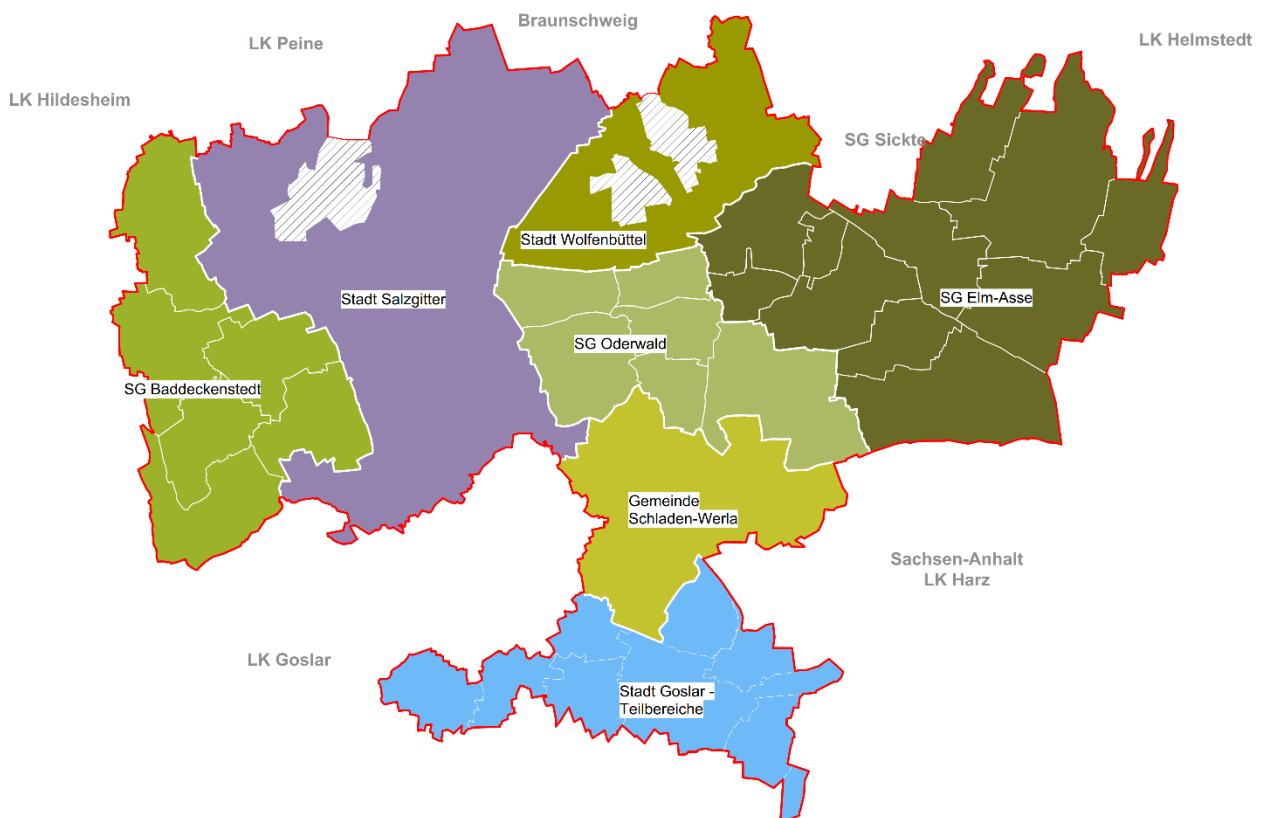 Braunschweig
LK Peine
LK Helmstedt
LK Hildesheim
SG Sickte
Stadt Wolfenbüttel
Stadt Salzgitter
SG Elm-Asse
SG Oderwald
SG Baddeckenstedt
Gemeinde
Schladen-Werla
Sachsen-Anhalt
LK Harz
LK Goslar
Stadt Goslar -
Teilbereiche